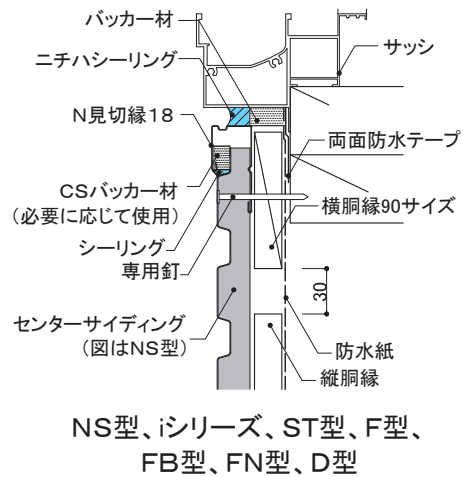 バッカー材
ニチハシーリング
サッシ
N見切縁18
両面防水テープ
CSバッカー材
(必要に応じて使用)
横胴縁90サイズ
シーリング
専用釘
30
センターサイディング
(図はNS型)
防水紙
縦胴縁
NS型、iシリーズ、ST型、F型、
FB型、FN型、D型